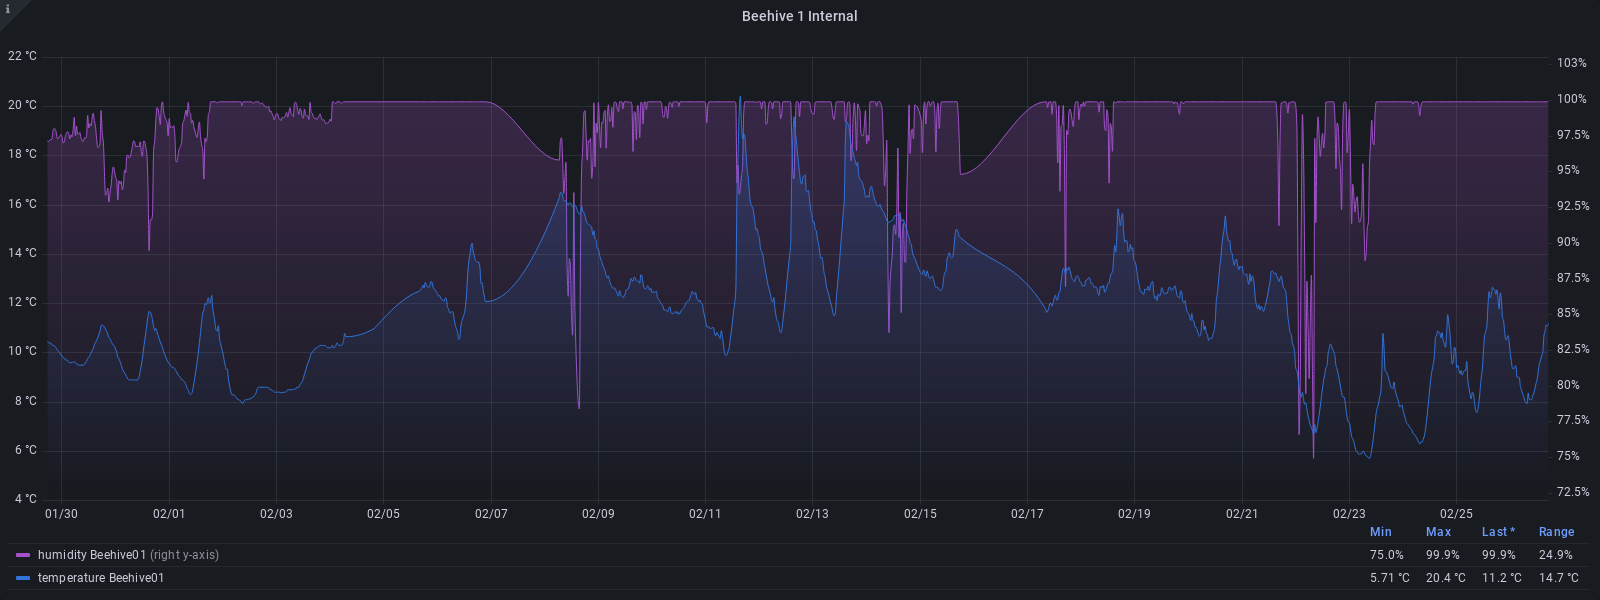 i
Beehive 1 Internal
22 °C
20 °C
18 °C
16 °C
14 °C
12 °C
10 °C
8 °C
6 °C
4 °C
103%
100%
97.5%
95%
92.5%
90%
87.5%
85%
82.5%
80%
77.5%
75%
72.5%
01/30 02/01 02/03 02/05 02/07 02/09 02/11 02/13 02/15 02/17 02/19 02/21 02/23 02/25
Min Max Last * Range
humidity Beehive01 (right y-axis) 75.0% 99.9% 99.9% 24.9%
temperature Beehive01 5.71 °C 20.4 °C 11.2 °C 14.7 °C